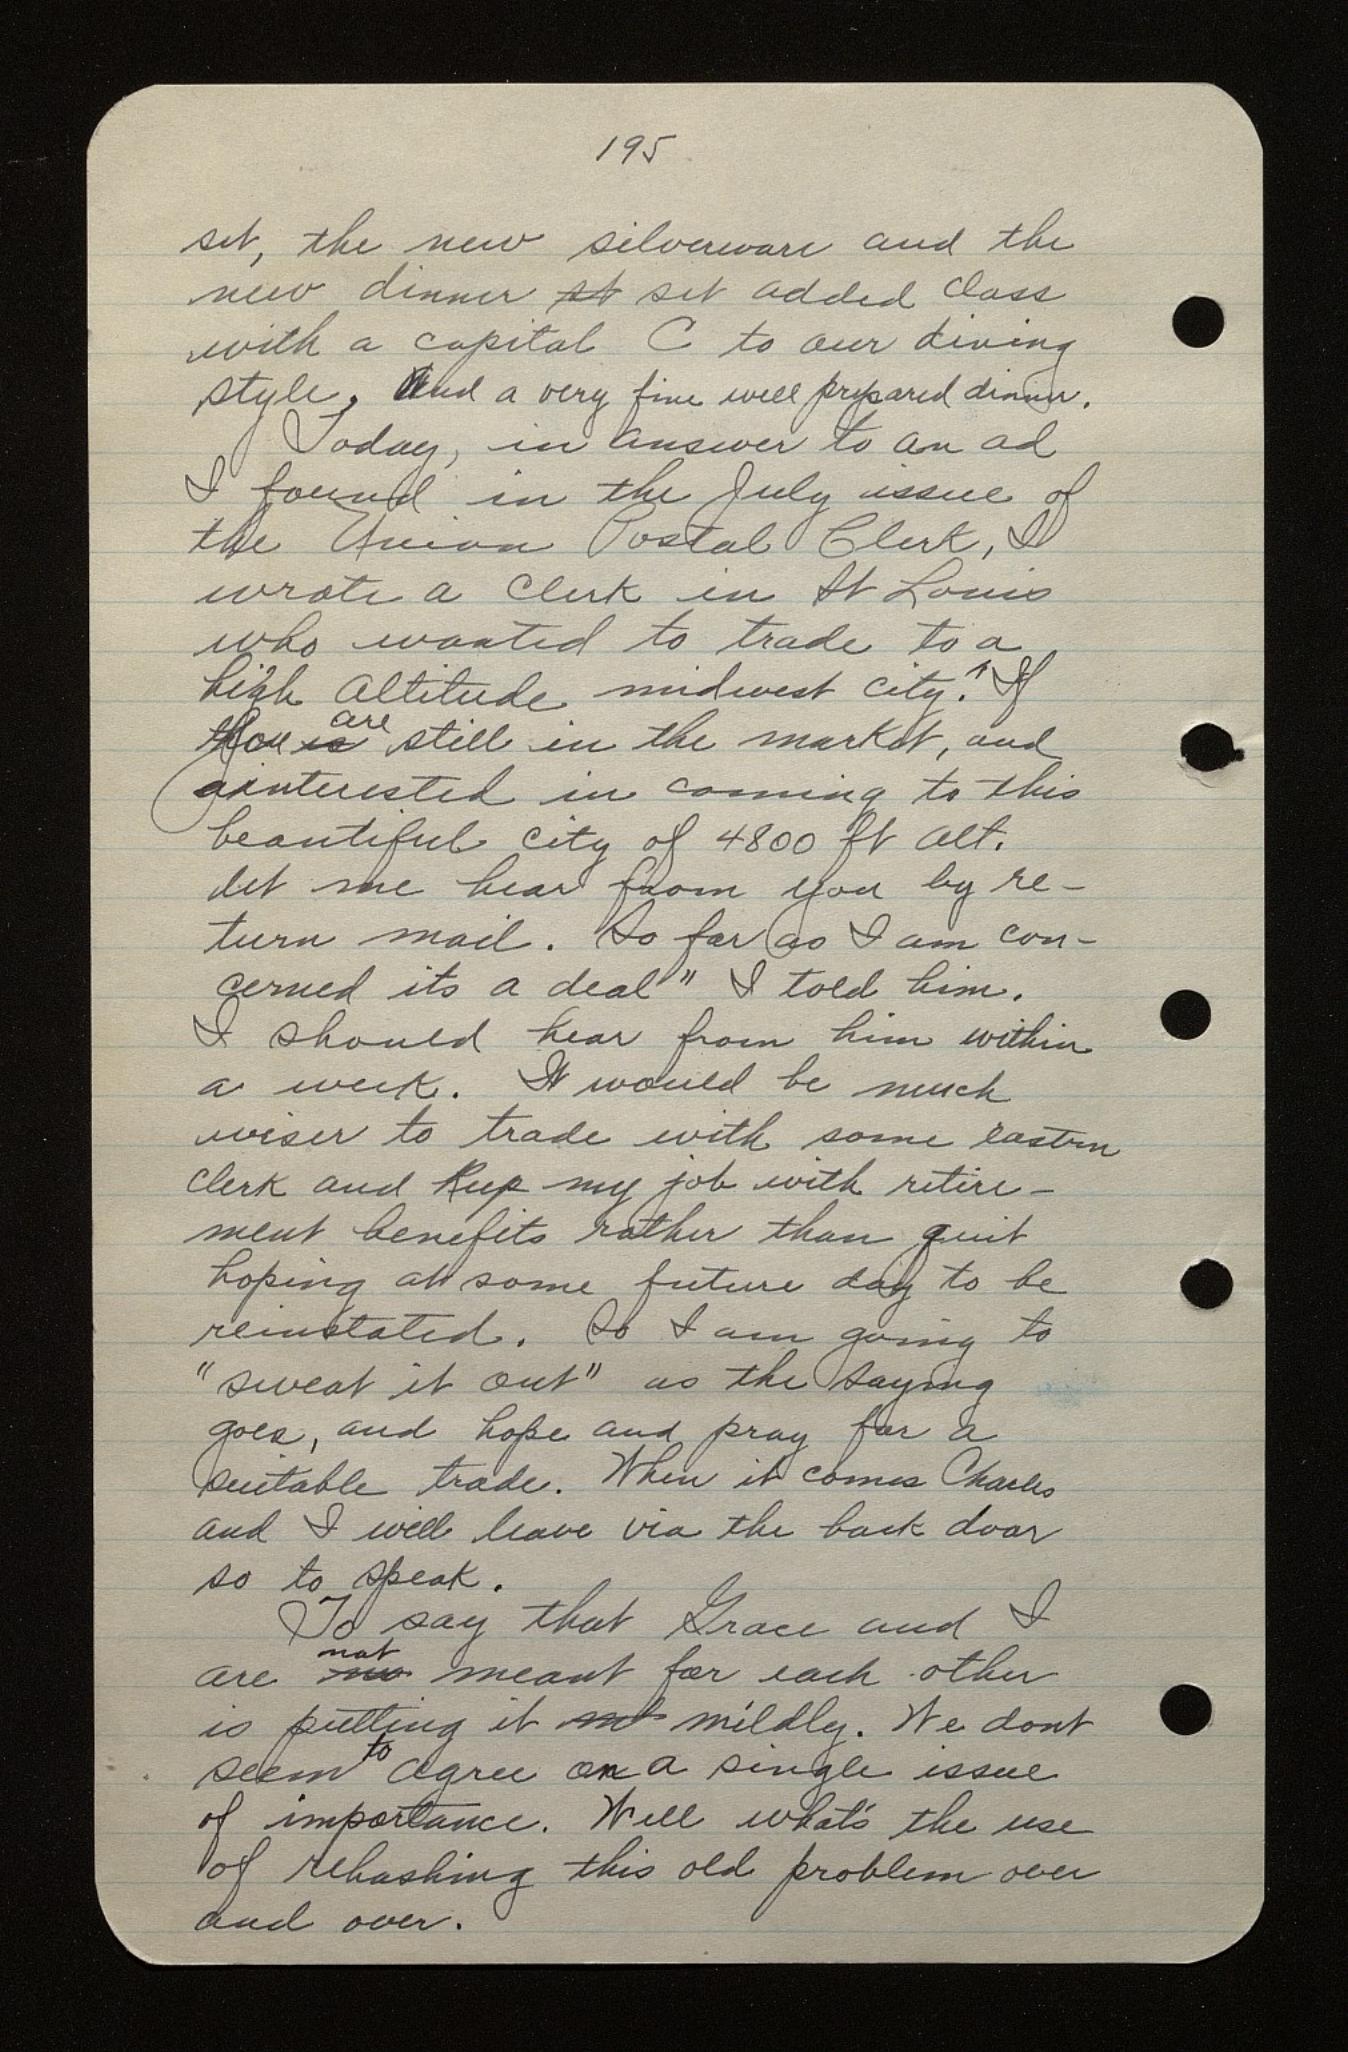 195
set, the new silverware and the
new dinner st set added class
with a capital C to our dining
style. And a very fine well prepared dinner.
Today, in answer to an ad
I found in the July issue of
the Union Postal Clerk, I
wrote a clerk in St Louis
who wanted to trade to a
high altitude midwest city. "If
you is are still in the market, and
interested in coming to this
beautiful city of 4800 ft alt.
let me hear from you by re-
turn mail. So far as I am con-
cerned its a deal" I told him.
I should hear from him within
a week. It would be much
wiser to trade with some eastern
clerk and keep my job with retire-
ment benefits rather than quit
hoping at some future day to be
reinstated. So I am going to
"sweat it out" as the saying
goes, and hope and pray for a
suitable trade. When it comes Charles
and I will leave via the back door
so to speak.
To say that Grace and I
are not meant for each other
is putting it mildly. We dont
seem to agree on a single issue
of importance. Well what's the use
of rehashing this old problem over
and over.